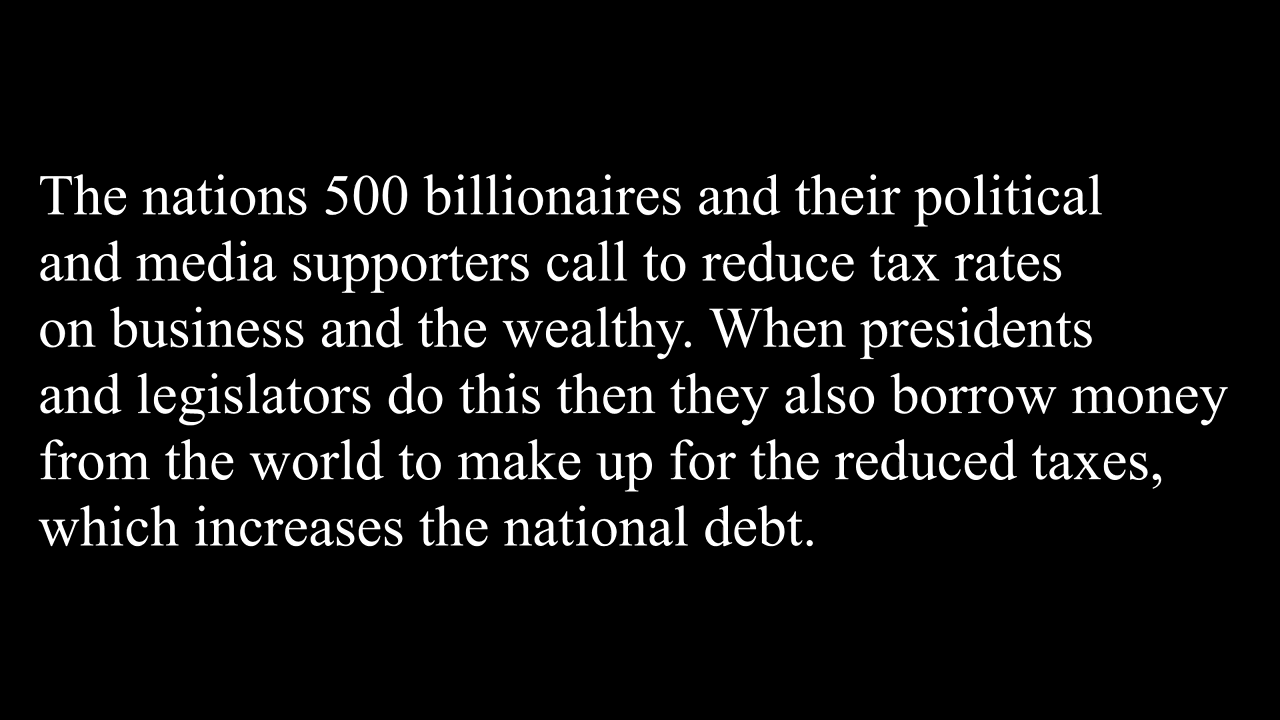 The nations 500 billionaires and their political
and media supporters call to reduce tax rates
on business and the wealthy. When presidents
and legislators do this then they also borrow money
from the world to make up for the reduced taxes,
which increases the national debt.